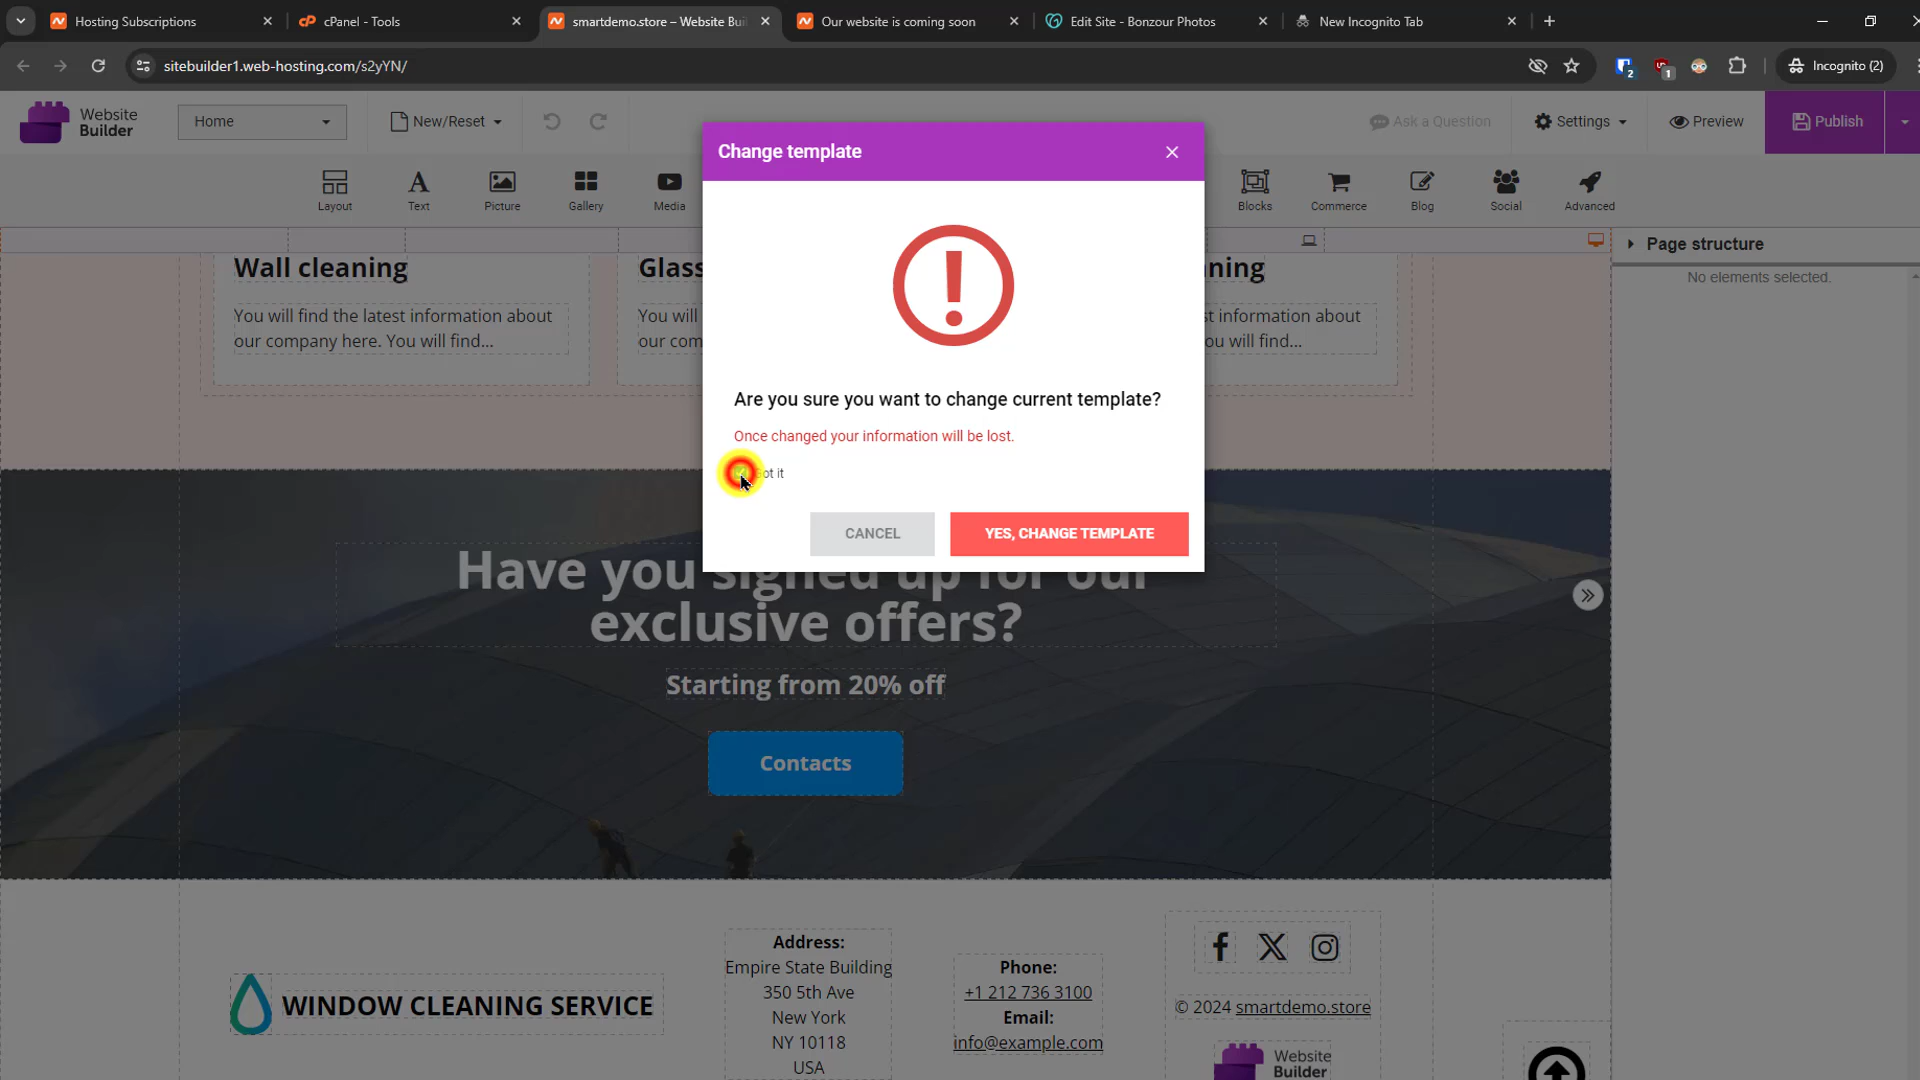 Hosting Subscriptions
cPanel - Tools
smartdemo.store – Website Bui
Our website is coming soon
Edit Site - Bonzour Photos
New Incognito Tab
sitebuilder1.web-hosting.com/s2yYN/
2
1
Incognito (2)
Website
Builder
Home
New/Reset
Ask a Question
Settings
Preview
Publish
Layout
Text
Picture
Gallery
Media
Blocks
Commerce
Blog
Social
Advanced
Page structure
No elements selected.
Change template
Are you sure you want to change current template?
Once changed your information will be lost.
Got it
CANCEL
YES, CHANGE TEMPLATE
Wall cleaning
You will find the latest information about
our company here. You will find...
Glass
You will
our com
ning
st information about
ou will find...
Have you signed up for our
exclusive offers?
Starting from 20% off
Contacts
WINDOW CLEANING SERVICE
Address:
Empire State Building
350 5th Ave
New York
NY 10118
USA
Phone:
+1 212 736 3100
Email:
info@example.com
© 2024 smartdemo.store
Website
Builder